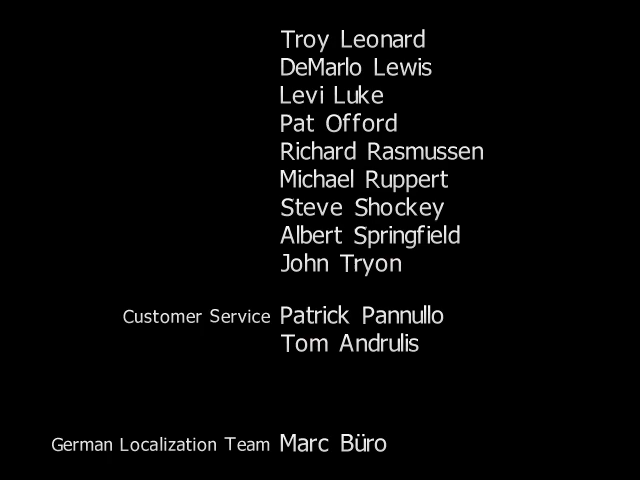 Troy Leonard
DeMarlo Lewis
Levi Luke
Pat Offord
Richard Rasmussen
Michael Ruppert
Steve Shockey
Albert Springfield
John Tryon
Customer Service Patrick Pannullo
Tom Andrulis
German Localization Team Marc Büro